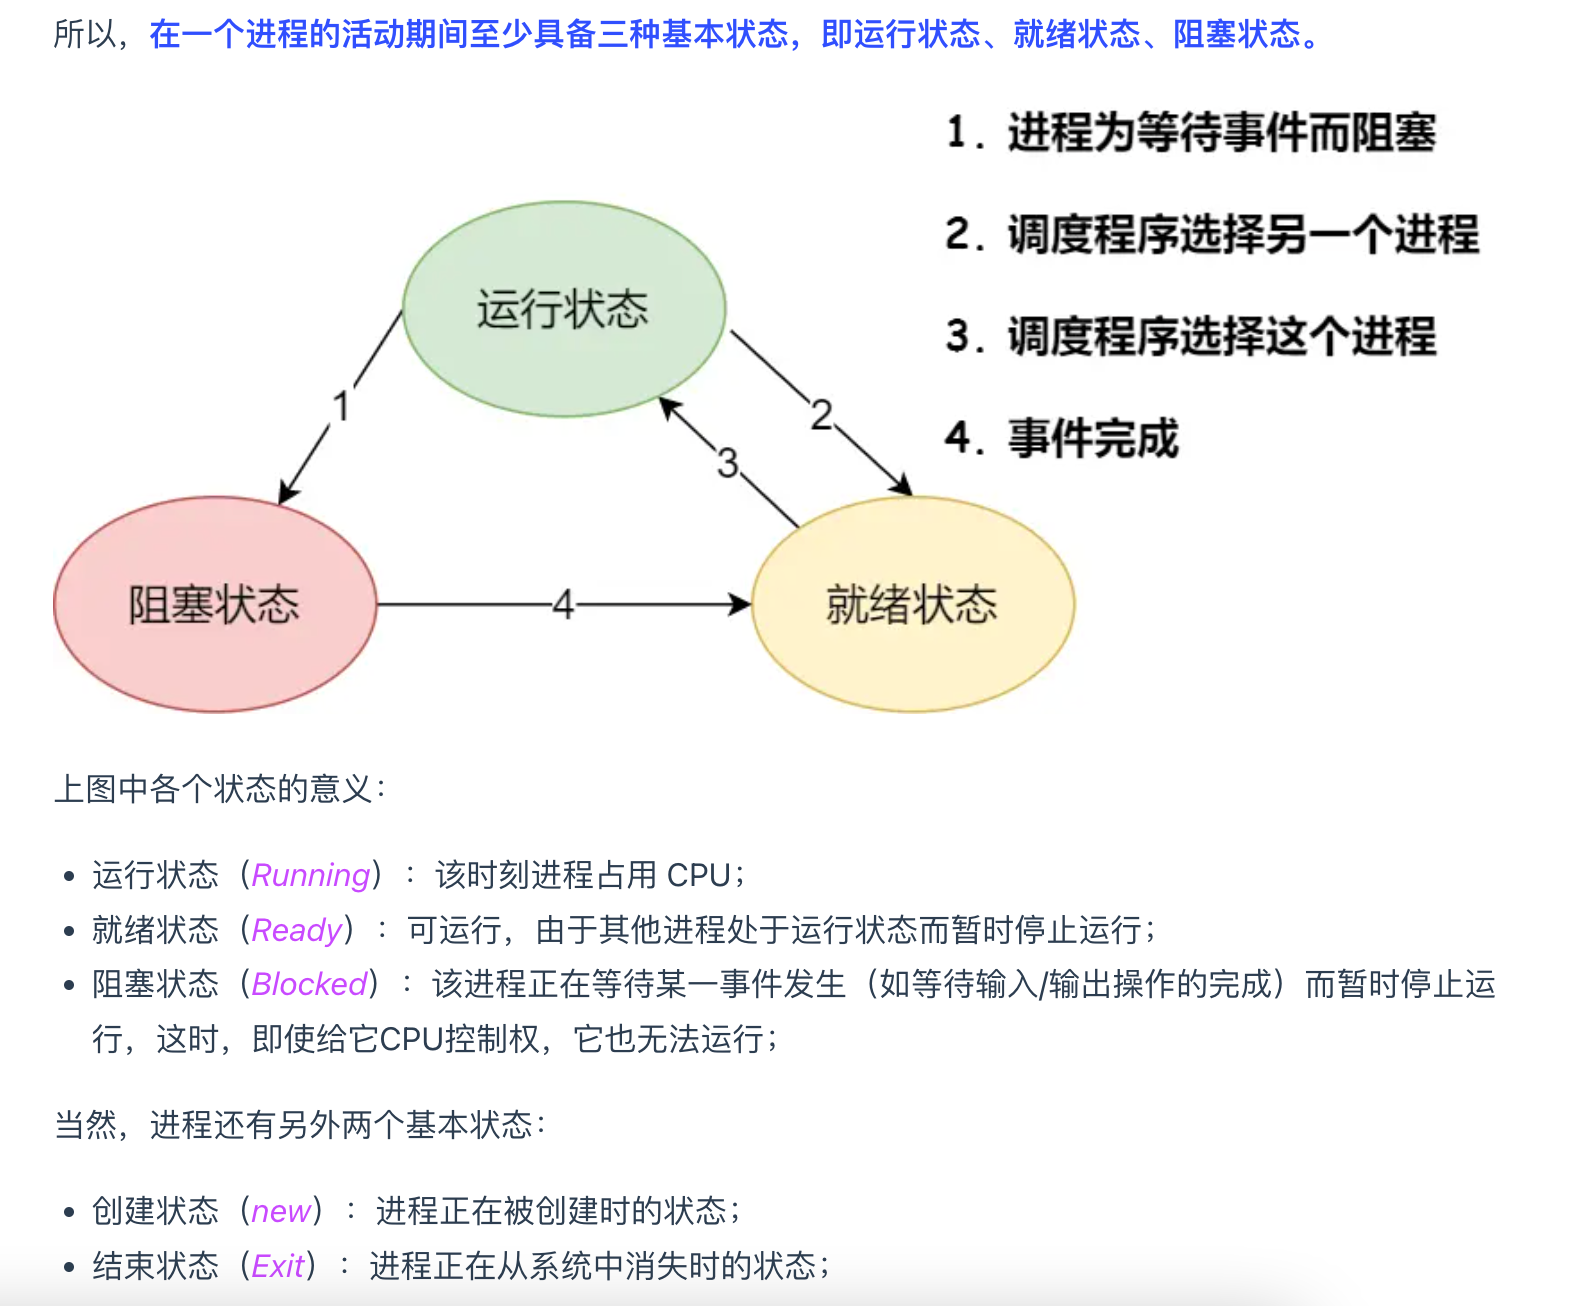 所以，在一个进程的活动期间至少具备三种基本状态，即运行状态、就绪状态、阻塞状态。
1. 进程为等待事件而阻塞
2. 调度程序选择另一个进程
3. 调度程序选择这个进程
4. 事件完成
运行状态
1
2
3
阻塞状态
4
就绪状态
上图中各个状态的意义：
• 运行状态（Running）：该时刻进程占用 CPU；
• 就绪状态（Ready）：可运行，由于其他进程处于运行状态而暂时停止运行；
• 阻塞状态（Blocked）：该进程正在等待某一事件发生（如等待输入/输出操作的完成）而暂时停止运
行，这时，即使给它CPU控制权，它也无法运行；
当然，进程还有另外两个基本状态：
• 创建状态（new）：进程正在被创建时的状态；
• 结束状态（Exit）：进程正在从系统中消失时的状态；